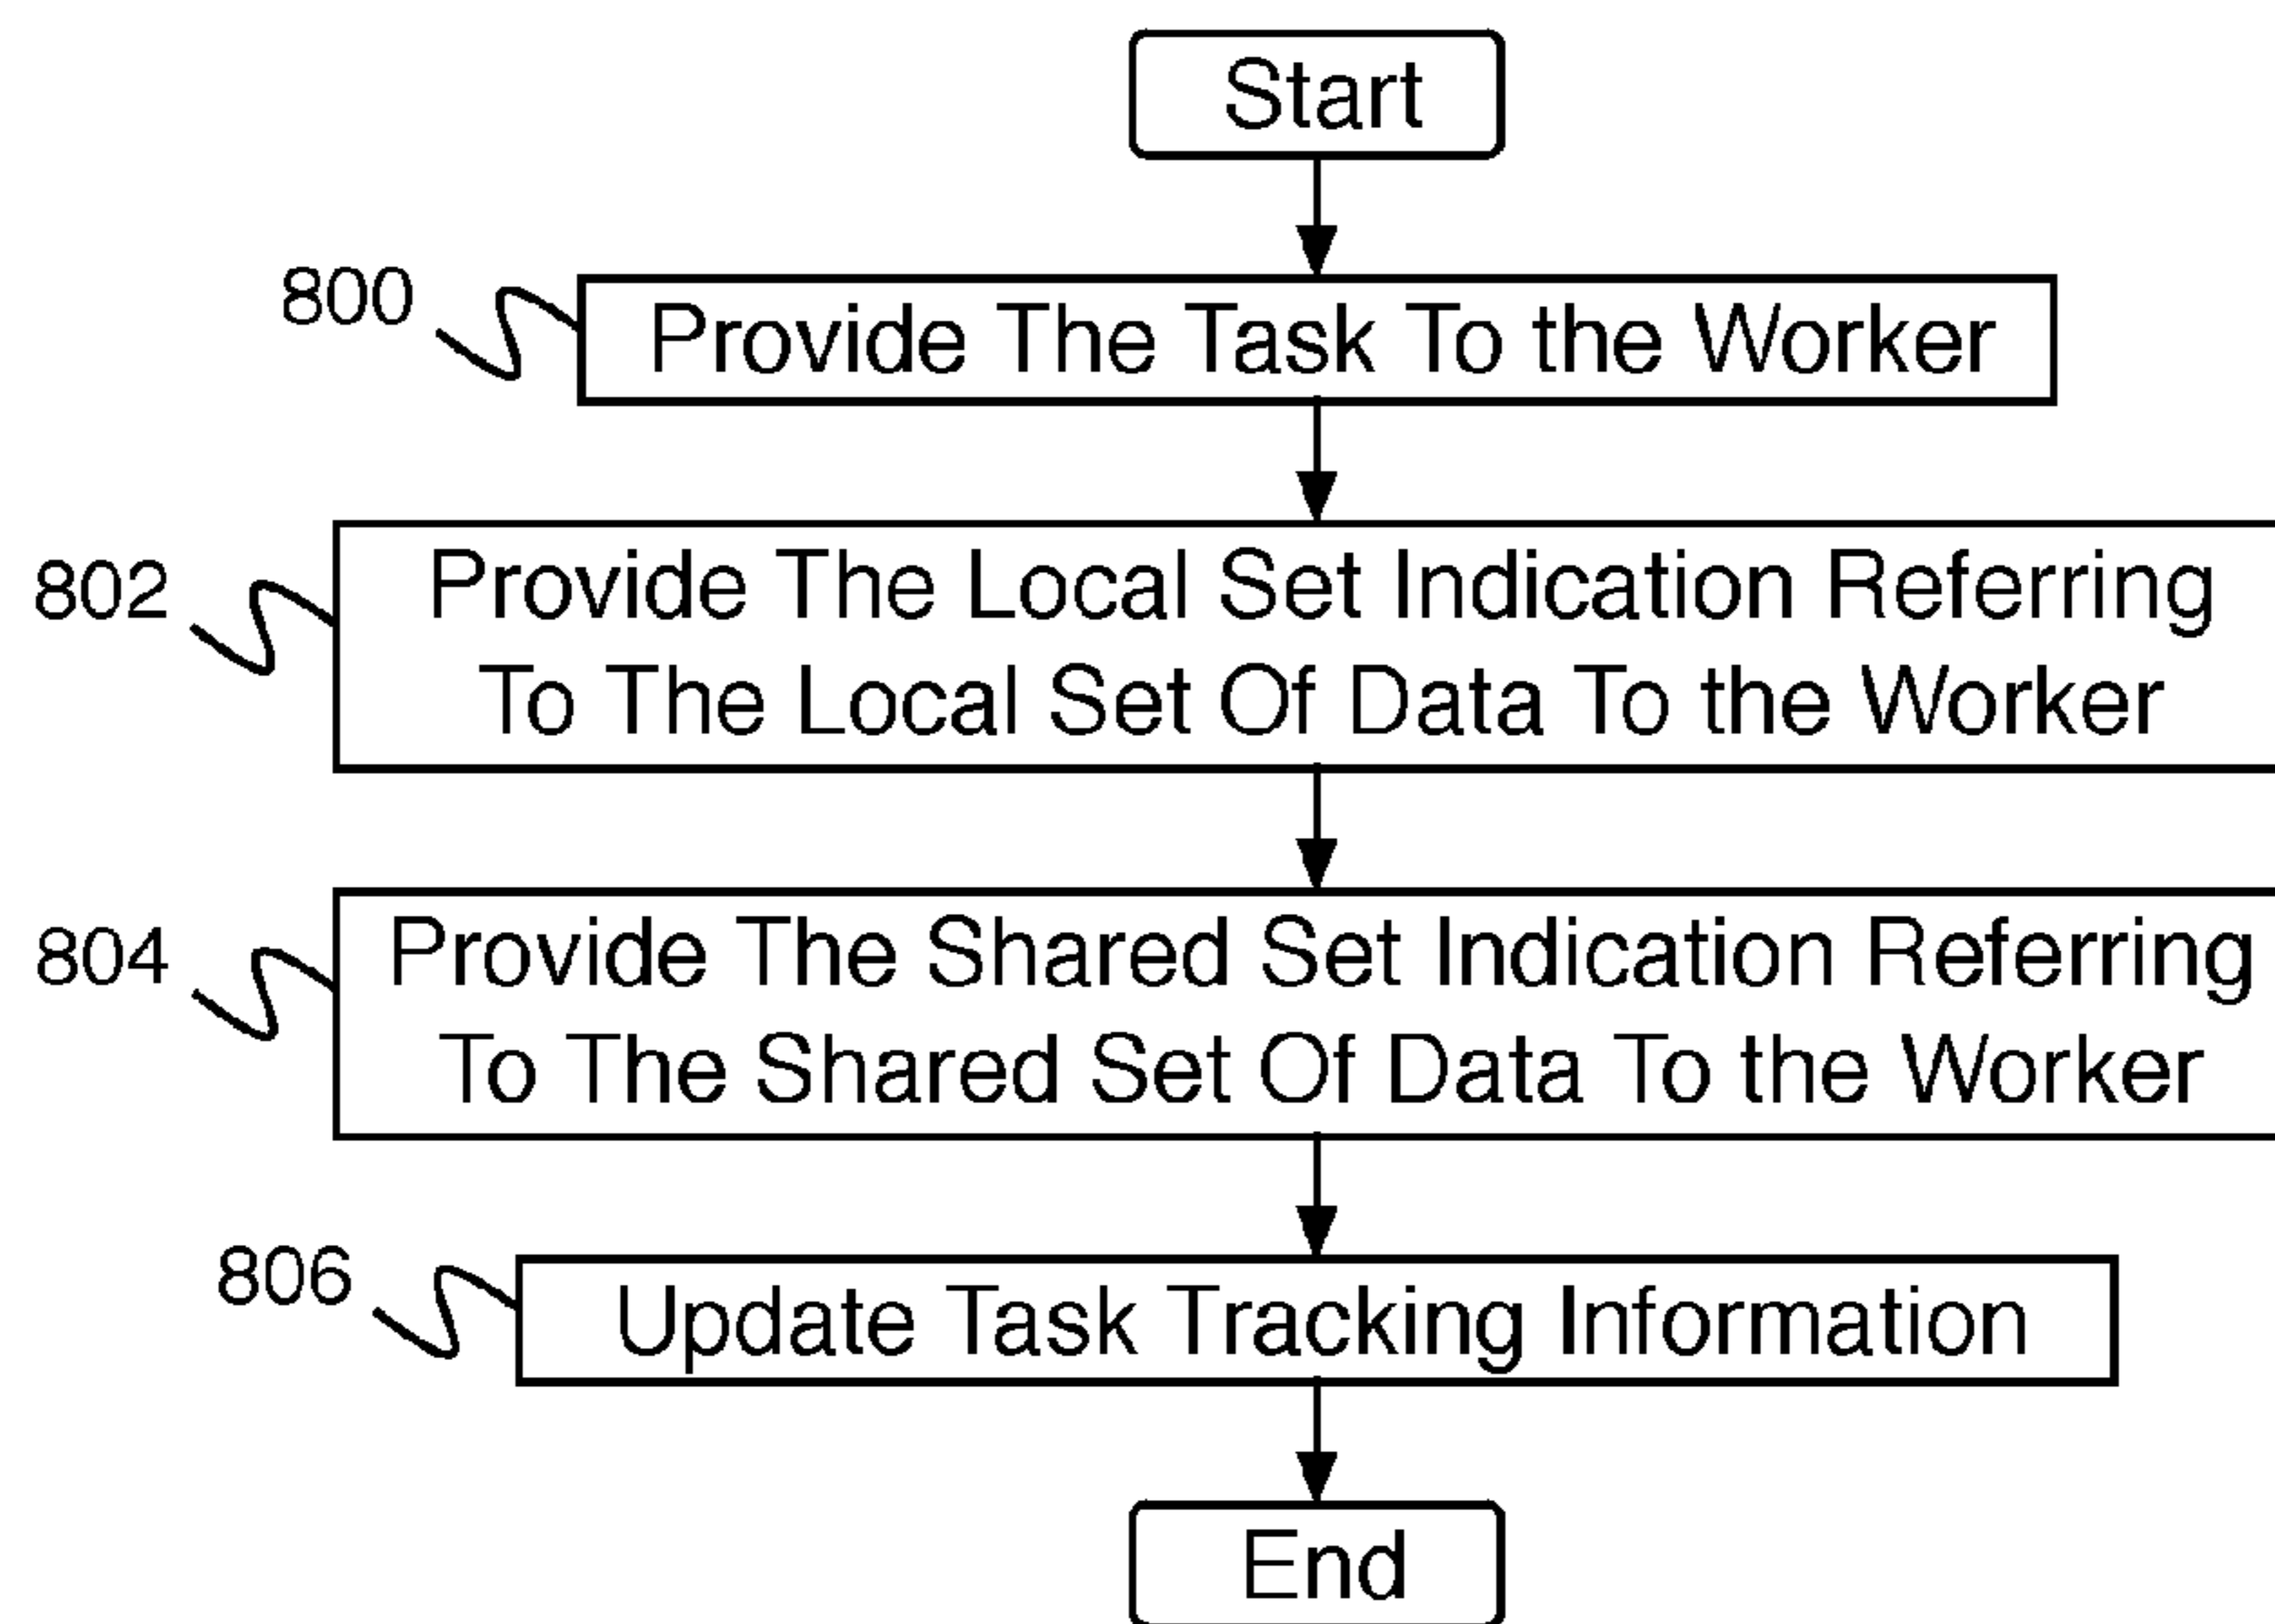 Start
800
Provide The Task To the Worker
802
Provide The Local Set Indication Referring
To The Local Set Of Data To the Worker
804
Provide The Shared Set Indication Referring
To The Shared Set Of Data To the Worker
806
Update Task Tracking Information
End